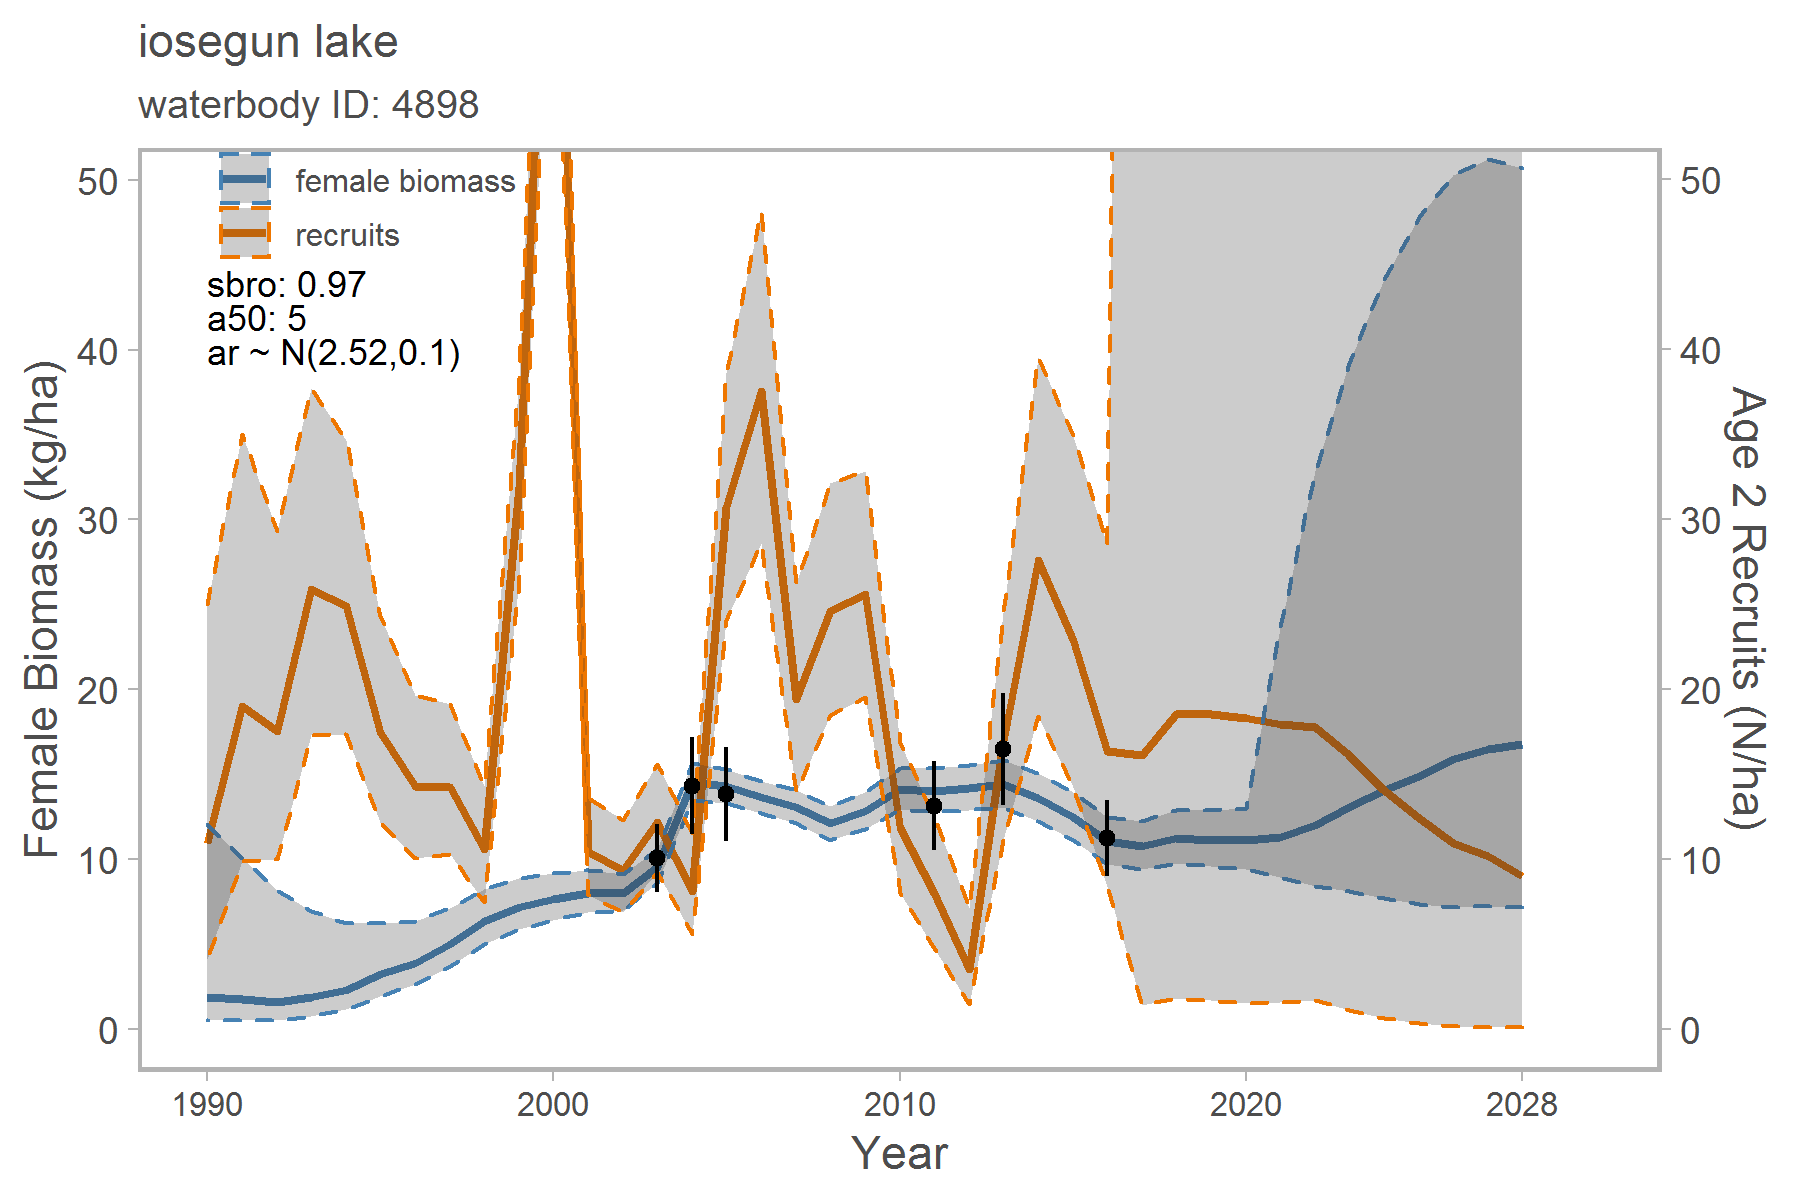 iosegun lake
waterbody ID: 4898
female biomass
recruits
sbro: 0.97
a50: 5
ar ~ N(2.52,0.1)
Female Biomass (kg/ha)
50
40
30
20
10
0
50
40
30
20
10
0
Age 2 Recruits (N/ha)
1990
2000
2010
2020
2028
Year